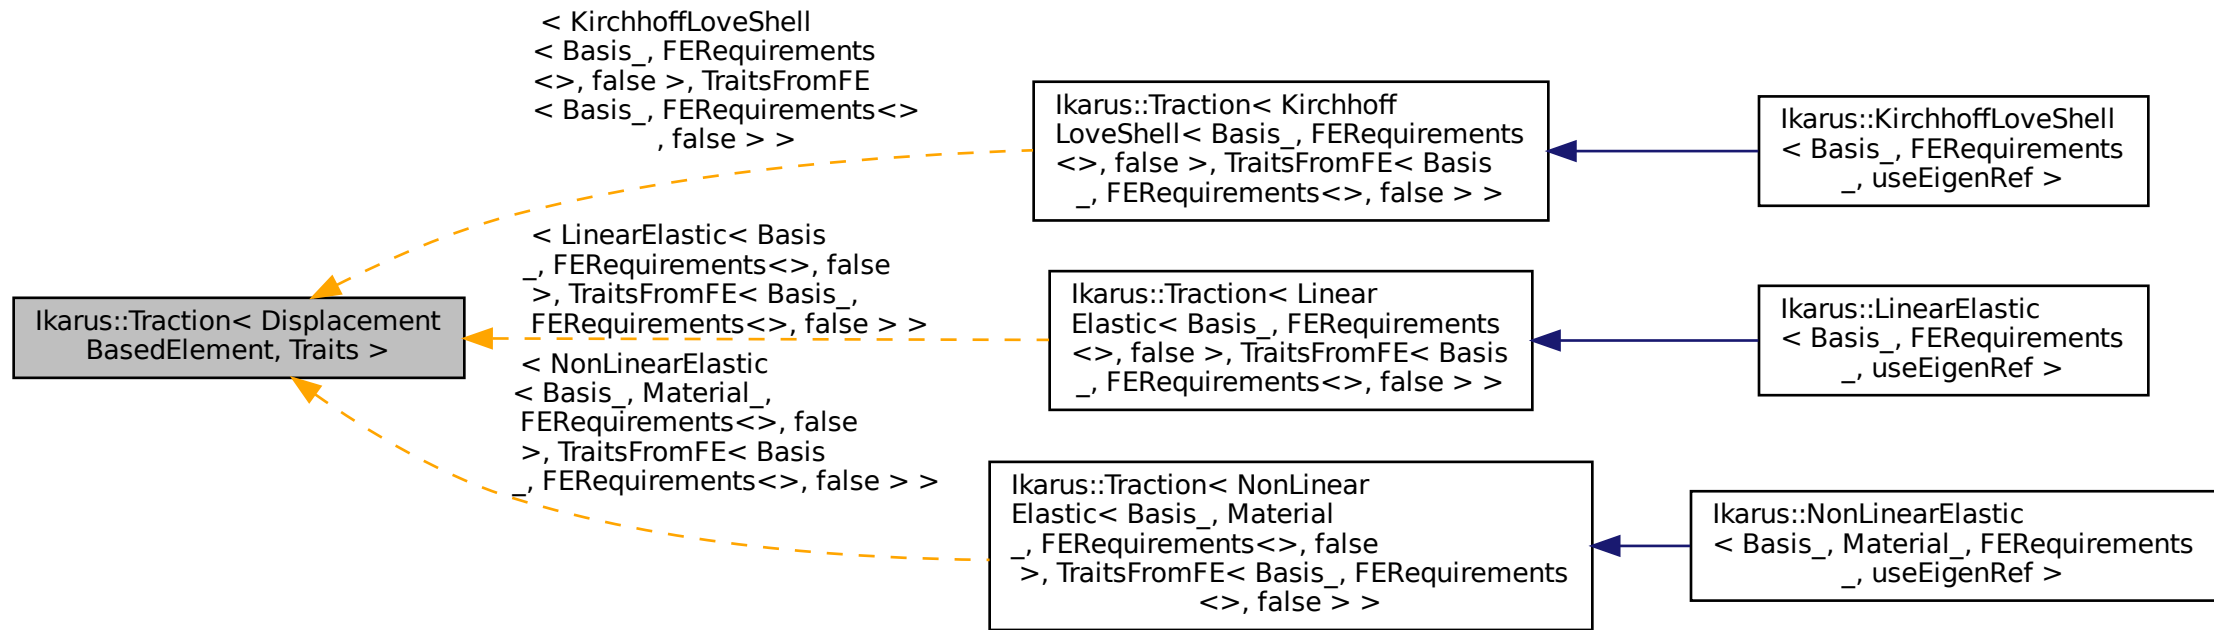 < KirchhoffLoveShell
< Basis_, FERequirements
<>, false >, TraitsFromFE
< Basis_, FERequirements<>
, false > >
Ikarus::Traction< Kirchhoff
LoveShell< Basis_, FERequirements
<>, false >, TraitsFromFE< Basis
_, FERequirements<>, false > >
Ikarus::KirchhoffLoveShell
< Basis_, FERequirements
_, useEigenRef >
< LinearElastic< Basis
_, FERequirements<>, false
>, TraitsFromFE< Basis_,
FERequirements<>, false > >
Ikarus::Traction< Displacement
BasedElement, Traits >
Ikarus::Traction< Linear
Elastic< Basis_, FERequirements
<>, false >, TraitsFromFE< Basis
_, FERequirements<>, false > >
Ikarus::LinearElastic
< Basis_, FERequirements
_, useEigenRef >
< NonLinearElastic
< Basis_, Material_,
FERequirements<>, false
>, TraitsFromFE< Basis
_, FERequirements<>, false > >
Ikarus::Traction< NonLinear
Elastic< Basis_, Material
_, FERequirements<>, false
>, TraitsFromFE< Basis_, FERequirements
<>, false > >
Ikarus::NonLinearElastic
< Basis_, Material_, FERequirements
_, useEigenRef >